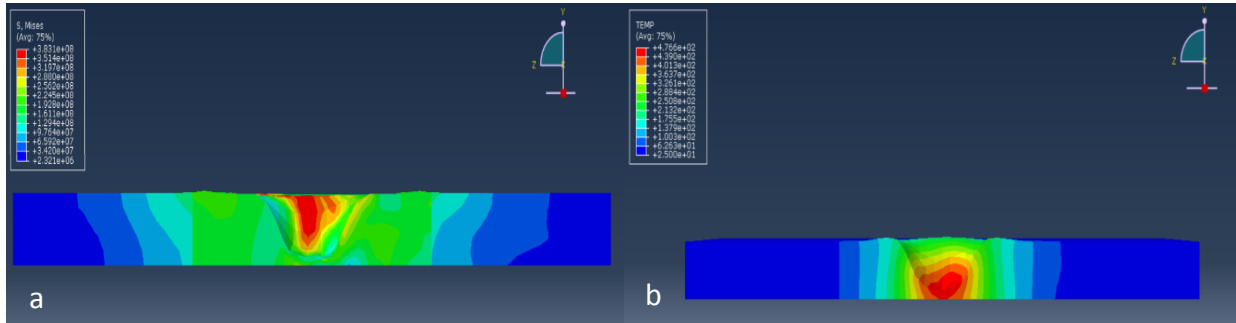 S, Mises
(Avg: 75%)
+3.831e+08
+3.514e+08
+3.197e+08
+2.880e+08
+2.562e+08
+2.245e+08
+1.928e+08
+1.611e+08
+1.294e+08
+9.764e+07
+6.592e+07
+3.420e+07
+2.321e+06
Y
Z
X
a
TEMP
(Avg: 75%)
+4.766e+02
+4.390e+02
+4.013e+02
+3.637e+02
+3.261e+02
+2.884e+02
+2.508e+02
+2.132e+02
+1.755e+02
+1.379e+02
+1.003e+02
+6.263e+01
+2.500e+01
Y
Z
X
b